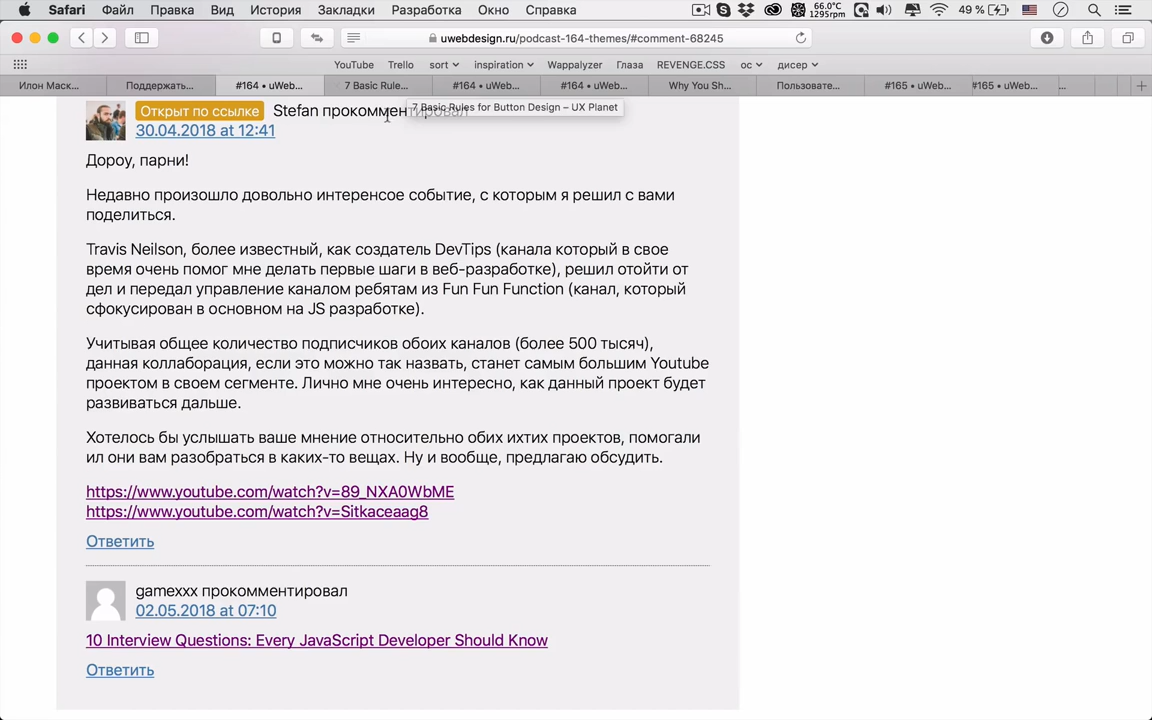 Safari Файл Правка Вид История Закладки Разработка Окно Справка 66.0°C 1295rpm 49 %
uwebdesign.ru/podcast-164-themes/#comment-68245
YouTube Trello sort inspiration Wappalyzer Глаза REVENGE.CSS ос дисер
Илон Маск... Поддержать... #164 • uWeb... 7 Basic Rule... #164 • uWeb... #164 • uWeb... Why You Sh... Пользовате... #165 • uWeb... #165 • uWeb... ...
7 Basic Rules for Button Design – UX Planet
Открыт по ссылке Stefan прокомментировал
30.04.2018 at 12:41
Дороу, парни!
Недавно произошло довольно интеренсое событие, с которым я решил с вами
поделиться.
Travis Neilson, более известный, как создатель DevTips (канала который в свое
время очень помог мне делать первые шаги в веб-разработке), решил отойти от
дел и передал управление каналом ребятам из Fun Fun Function (канал, который
сфокусирован в основном на JS разработке).
Учитывая общее количество подписчиков обоих каналов (более 500 тысяч),
данная коллаборация, если это можно так назвать, станет самым большим Youtube
проектом в своем сегменте. Лично мне очень интересно, как данный проект будет
развиваться дальше.
Хотелось бы услышать ваше мнение относительно обих ихтих проектов, помогали
ил они вам разобраться в каких-то вещах. Ну и вообще, предлагаю обсудить.
https://www.youtube.com/watch?v=89_NXA0WbME
https://www.youtube.com/watch?v=Sitkaceaag8
Ответить
gamexxx прокомментировал
02.05.2018 at 07:10
10 Interview Questions: Every JavaScript Developer Should Know
Ответить